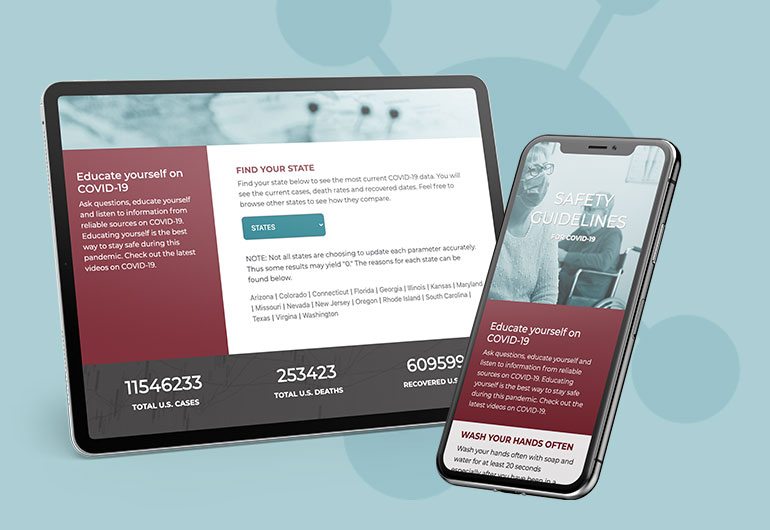 Educate yourself on
COVID-19
Ask questions, educate yourself
and listen to information from
reliable sources on COVID-19.
Educating yourself is the best
way to stay safe during this
pandemic. Check out the latest
videos on COVID-19.
FIND YOUR STATE
Find your state below to see the most current COVID-19 data. You will
see the current cases, death rates and recovered dates. Feel free to
browse other states to see how they compare.
STATES
NOTE: Not all states are choosing to update each parameter accurately.
Thus some results may yield "0." The reasons for each state can be
found below.
Arizona | Colorado | Connecticut | Florida | Georgia | Illinois | Kansas | Maryland
| Missouri | Nevada | New Jersey | Oregon | Rhode Island | South Carolina |
Texas | Virgina | Washington
11546233
TOTAL U.S. CASES
253423
TOTAL U.S. DEATHS
609599
RECOVERED U.S.
SAFETY
GUIDELINES
FOR COVID-19
Educate yourself on
COVID-19
Ask questions, educate yourself and
listen to information from reliable
sources on COVID-19. Educating
yourself is the best way to stay safe
during this pandemic. Check out the
latest videos on COVID-19.
WASH YOUR HANDS OFTEN
Wash your hands often with soap and
water for at least 20 seconds
especially after you have been in a